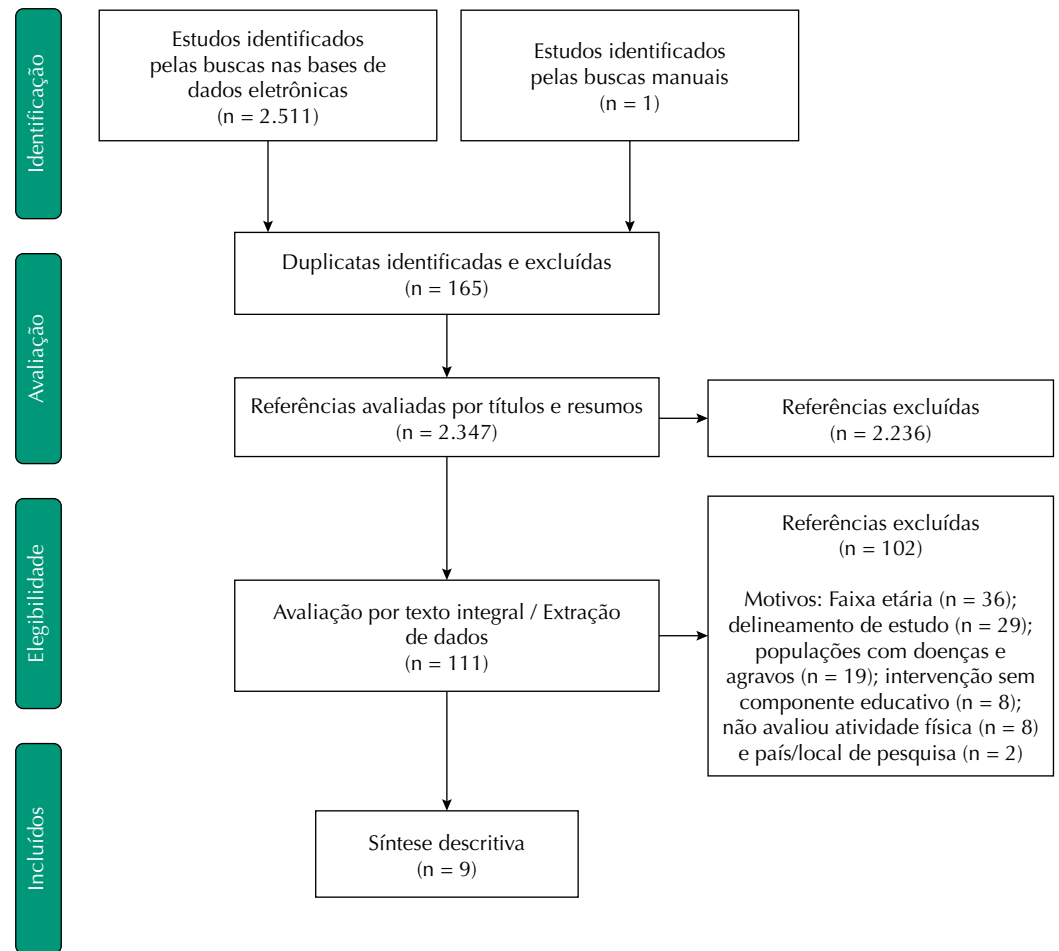 Identificação
Estudos identificados
pelas buscas nas bases de
dados eletrônicas
(n = 2.511)
Estudos identificados
pelas buscas manuais
(n = 1)
Avaliação
Duplicatas identificadas e excluídas
(n = 165)
Referências avaliadas por títulos e resumos
(n = 2.347)
Referências excluídas
(n = 2.236)
Elegibilidade
Avaliação por texto integral / Extração
de dados
(n = 111)
Referências excluídas
(n = 102)
Motivos: Faixa etária (n = 36);
delineamento de estudo (n = 29);
populações com doenças e
agravos (n = 19); intervenção sem
componente educativo (n = 8);
não avaliou atividade física (n = 8)
e país/local de pesquisa (n = 2)
Incluídos
Síntese descritiva
(n = 9)